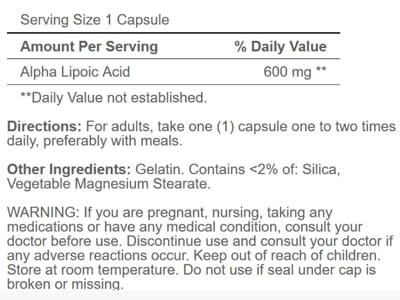 Serving Size 1 Capsule
Amount Per Serving % Daily Value
Alpha Lipoic Acid 600 mg **
**Daily Value not established.
Directions: For adults, take one (1) capsule one to two times
daily, preferably with meals.
Other Ingredients: Gelatin. Contains <2% of: Silica,
Vegetable Magnesium Stearate.
WARNING: If you are pregnant, nursing, taking any
medications or have any medical condition, consult your
doctor before use. Discontinue use and consult your doctor if
any adverse reactions occur. Keep out of reach of children.
Store at room temperature. Do not use if seal under cap is
broken or missing.